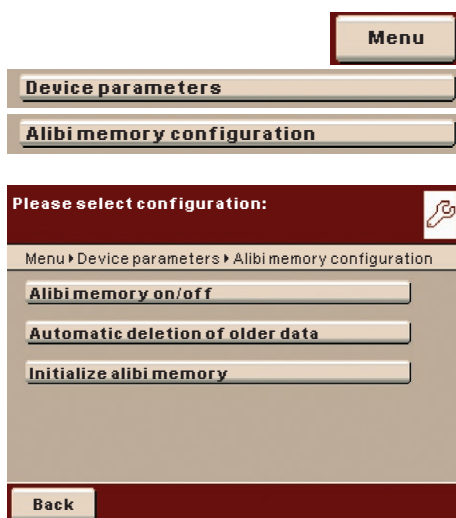 Menu
Device parameters
Alibi memory configuration
Please select configuration:
Menu ▸ Device parameters ▸ Alibi memory configuration
Alibi memory on/off
Automatic deletion of older data
Initialize alibi memory
Back